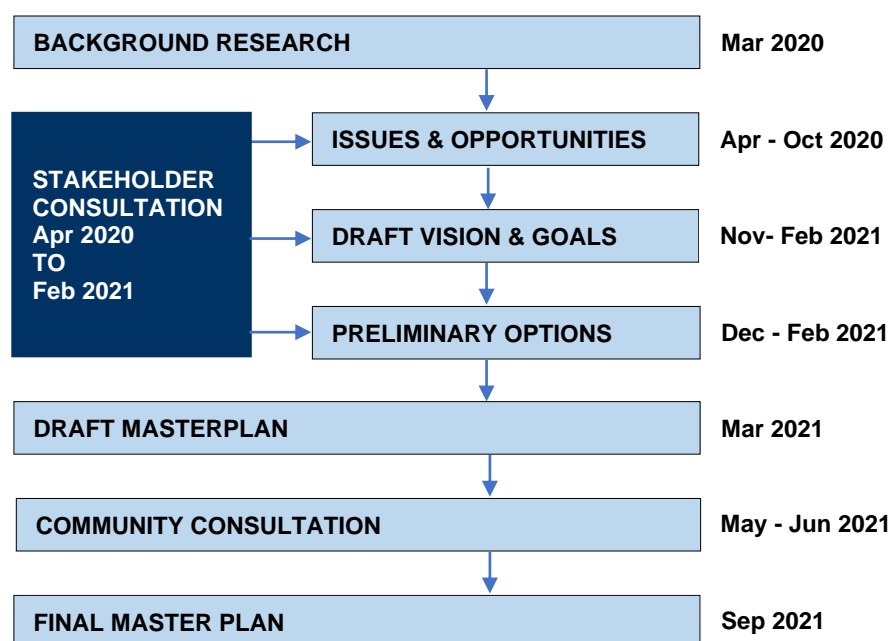 BACKGROUND RESEARCH
Mar 2020
STAKEHOLDER
CONSULTATION
Apr 2020
TO
Feb 2021
ISSUES & OPPORTUNITIES
Apr - Oct 2020
DRAFT VISION & GOALS
Nov- Feb 2021
PRELIMINARY OPTIONS
Dec - Feb 2021
DRAFT MASTERPLAN
Mar 2021
COMMUNITY CONSULTATION
May - Jun 2021
FINAL MASTER PLAN
Sep 2021